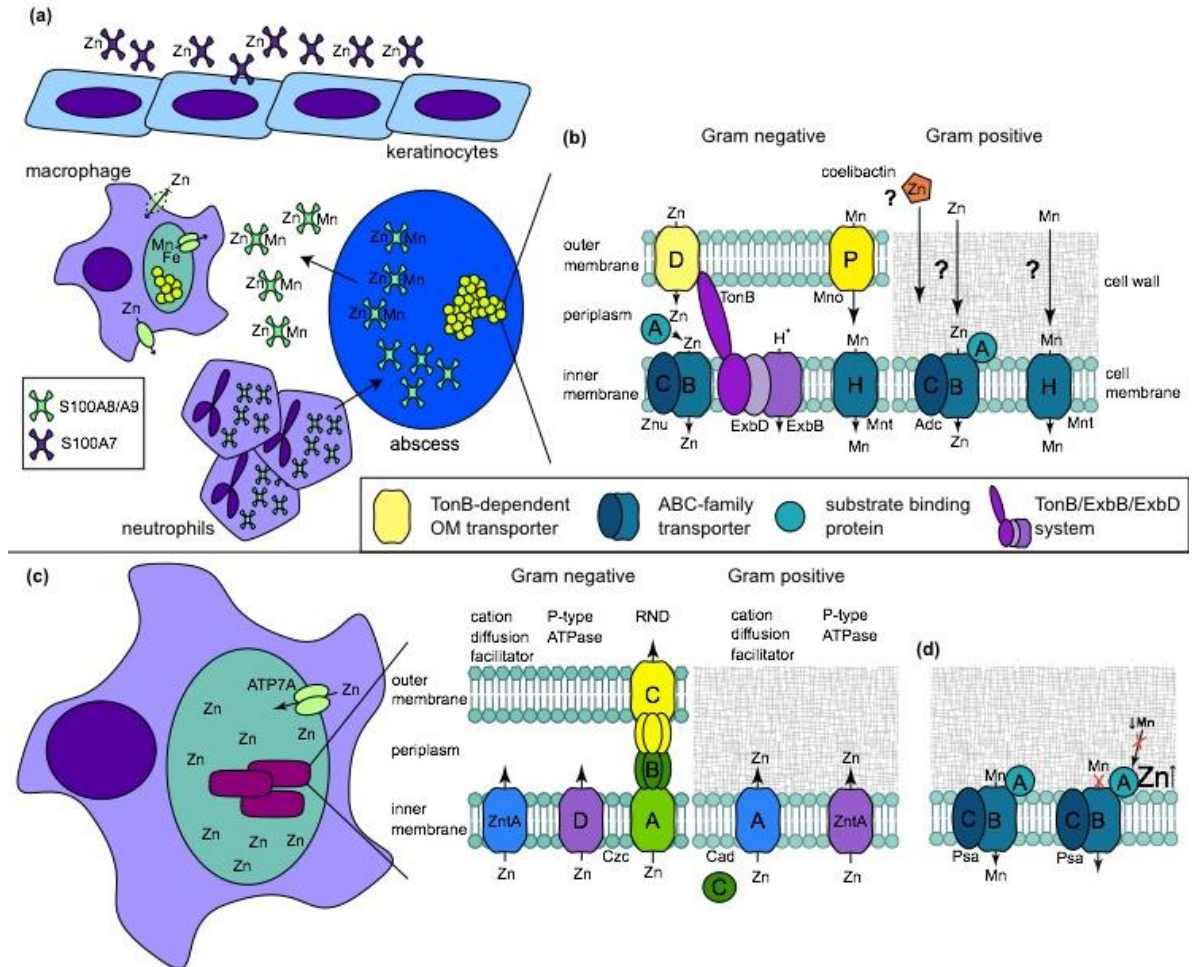 (a)
Zn
Zn
Zn
Zn
Zn
Zn
keratinocytes
macrophage
Zn
Mn
Fe
Zn
Zn Mn
Zn Mn
Zn Mn
Zn Mn
Zn Mn
Zn Mn
Zn Mn
abscess
neutrophils
S100A8/A9
S100A7
(b)
Gram negative
Gram positive
coelibactin
Zn
?
Zn
Mn
Zn
Mn
outer
membrane
D
P
?
?
cell wall
TonB
Mno
periplasm
A
Zn
Zn
H+
Mn
Zn
A
Mn
inner
membrane
C
B
H
C
B
H
cell
membrane
Znu
ExbD
ExbB
Mnt
Adc
Mnt
Zn
Mn
Zn
Mn
TonB-dependent
OM transporter
ABC-family
transporter
substrate binding
protein
TonB/ExbB/ExbD
system
(c)
ATP7A
Zn
Zn
Zn
Zn
Zn
Zn
Zn
Zn
Zn
Zn
Gram negative
Gram positive
cation
diffusion
facilitator
P-type
ATPase
RND
cation
diffusion
facilitator
P-type
ATPase
outer
membrane
C
periplasm
B
Zn
Zn
inner
membrane
ZntA
D
A
A
ZntA
Czc
Cad
Zn
Zn
Zn
Zn
Zn
C
(d)
↓Mn
Mn
A
Mn
A
Zn↑
C
B
C
B
Psa
Psa
Mn